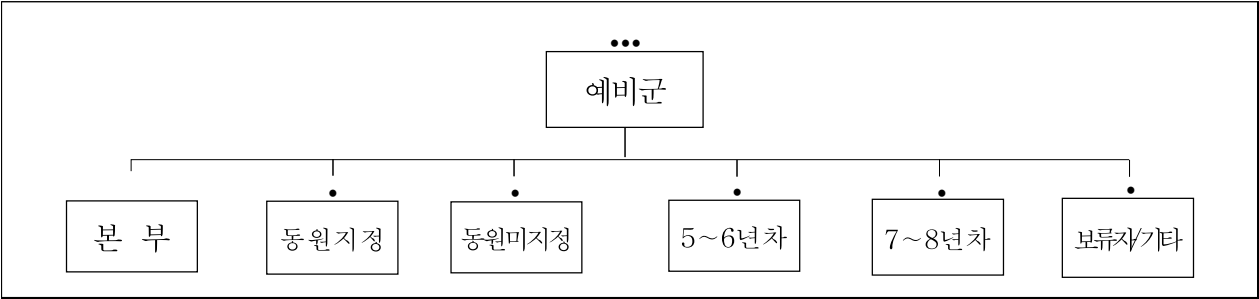 예비군
본 부
동원지정
동원미지정
5~6년차
7~8년차
보류자/기타